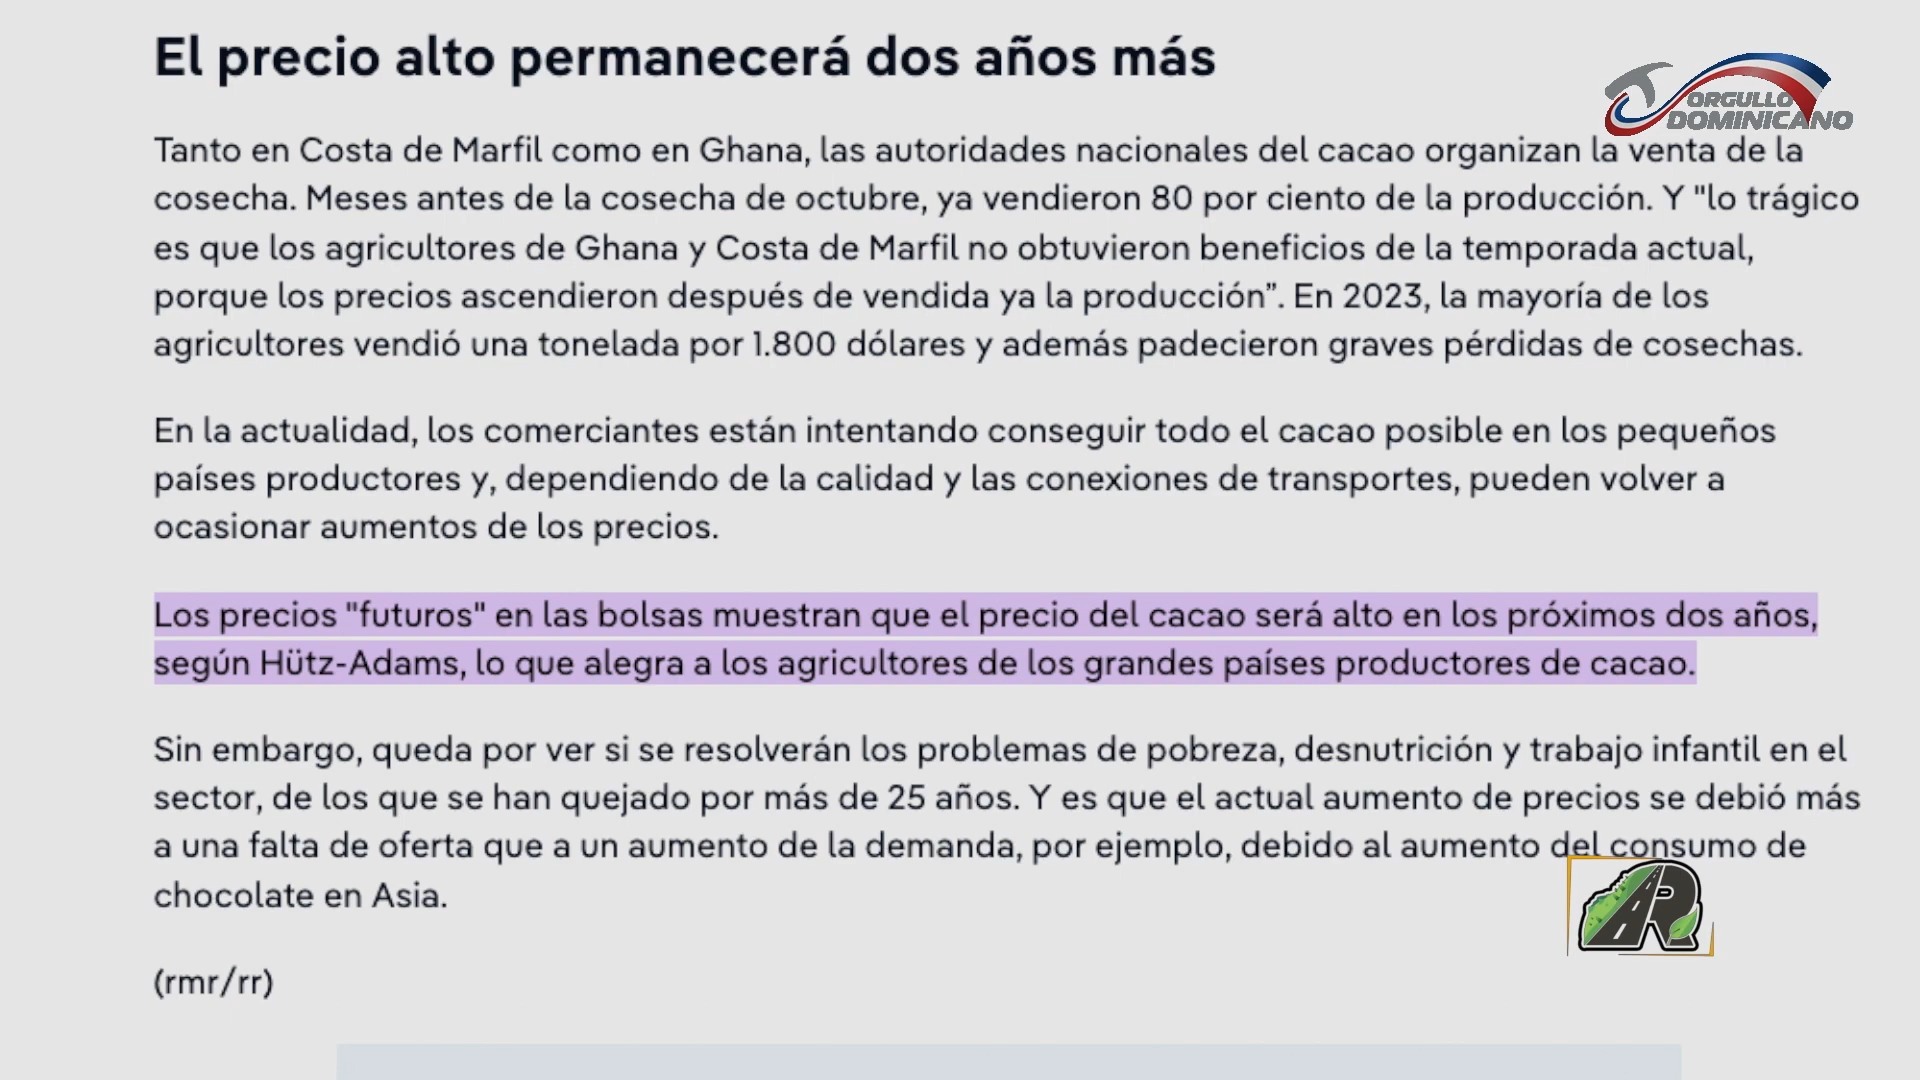 El precio alto permanecerá dos años más
ORGULLO
DOMINICANO
Tanto en Costa de Marfil como en Ghana, las autoridades nacionales del cacao organizan la venta de la
cosecha. Meses antes de la cosecha de octubre, ya vendieron 80 por ciento de la producción. Y "lo trágico
es que los agricultores de Ghana y Costa de Marfil no obtuvieron beneficios de la temporada actual,
porque los precios ascendieron después de vendida ya la producción”. En 2023, la mayoría de los
agricultores vendió una tonelada por 1.800 dólares y además padecieron graves pérdidas de cosechas.
En la actualidad, los comerciantes están intentando conseguir todo el cacao posible en los pequeños
países productores y, dependiendo de la calidad y las conexiones de transportes, pueden volver a
ocasionar aumentos de los precios.
Los precios "futuros" en las bolsas muestran que el precio del cacao será alto en los próximos dos años,
según Hütz-Adams, lo que alegra a los agricultores de los grandes países productores de cacao.
Sin embargo, queda por ver si se resolverán los problemas de pobreza, desnutrición y trabajo infantil en el
sector, de los que se han quejado por más de 25 años. Y es que el actual aumento de precios se debió más
a una falta de oferta que a un aumento de la demanda, por ejemplo, debido al aumento del consumo de
chocolate en Asia.
R
(rmr/rr)